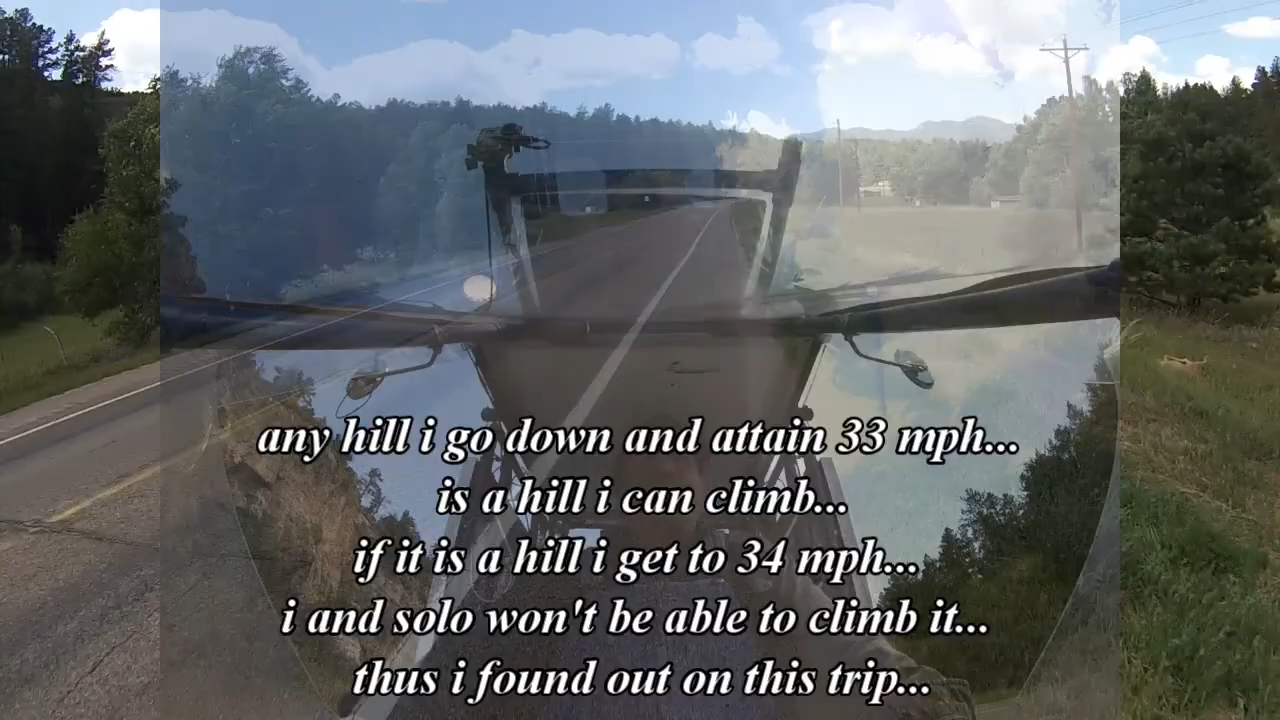 any hill i go down and attain 33 mph...
is a hill i can climb...
if it is a hill i get to 34 mph...
i and solo won't be able to climb it...
thus i found out on this trip...